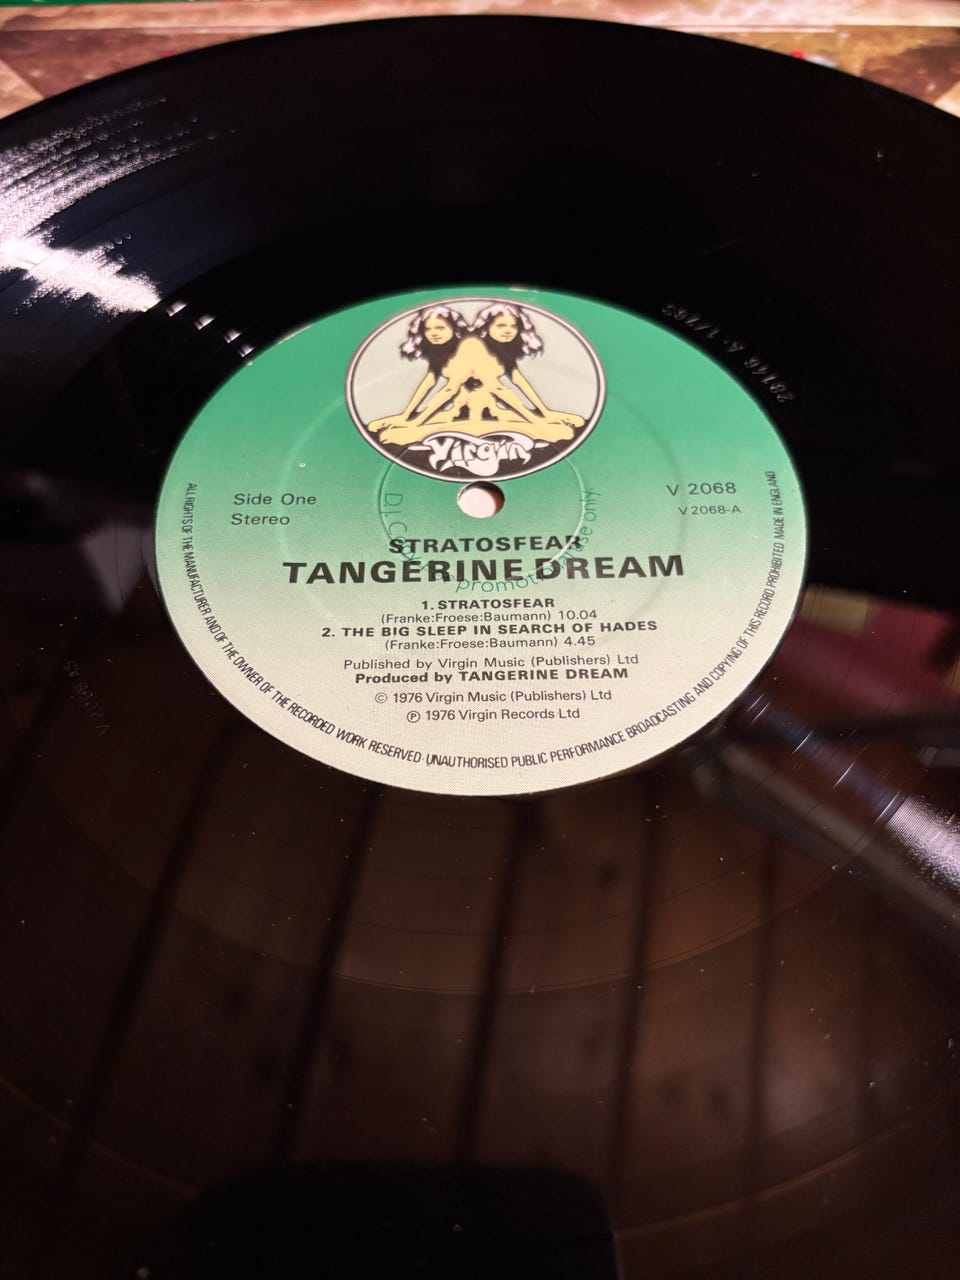 Virgin
Side One
Stereo
V 2068
V 2068-A
STRATOSFEAR
TANGERINE DREAM
1. STRATOSFEAR
(Franke:Froese:Baumann) 10.04
2. THE BIG SLEEP IN SEARCH OF HADES
(Franke:Froese:Baumann) 4.45
Published by Virgin Music (Publishers) Ltd
Produced by TANGERINE DREAM
© 1976 Virgin Music (Publishers) Ltd
℗ 1976 Virgin Records Ltd
ALL RIGHTS OF THE MANUFACTURER AND OF THE OWNER OF THE RECORDED WORK RESERVED · UNAUTHORISED PUBLIC PERFORMANCE BROADCASTING AND COPYING OF THIS RECORD PROHIBITED MADE IN ENGLAND
D.J. promotional use only.